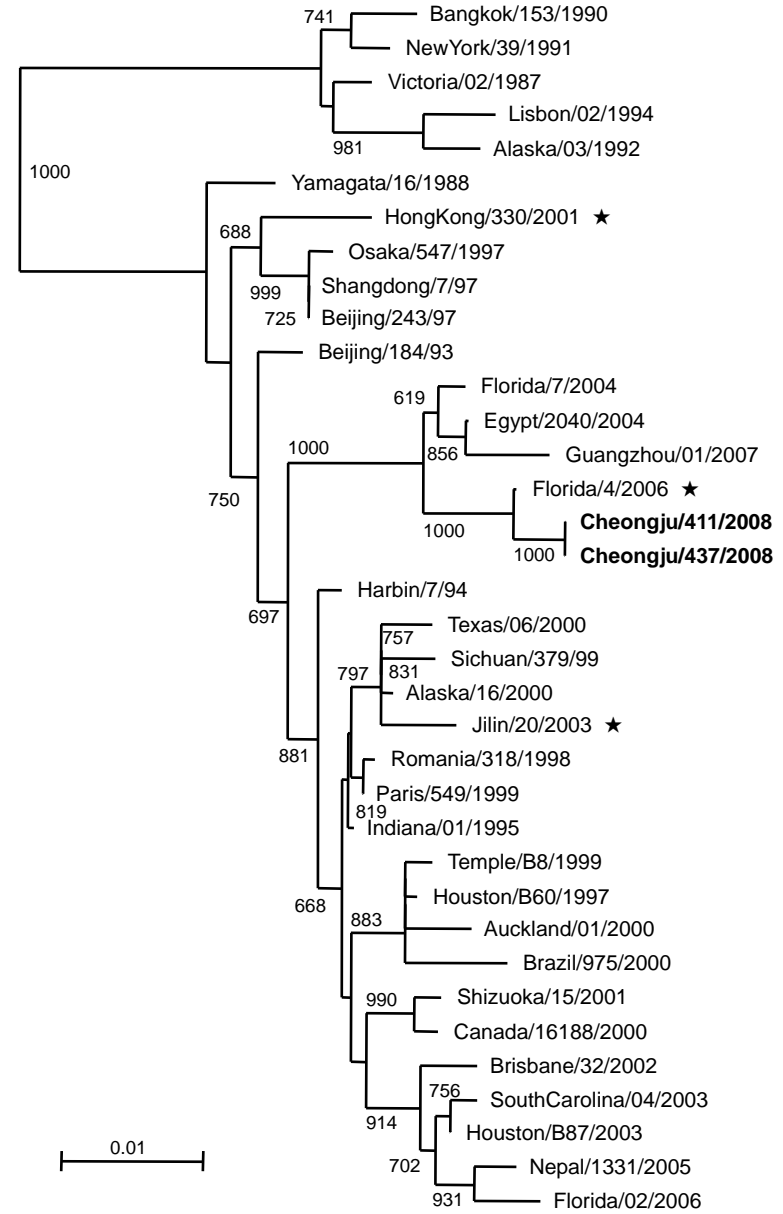 741
Bangkok/153/1990
NewYork/39/1991
Victoria/02/1987
Lisbon/02/1994
981
Alaska/03/1992
1000
Yamagata/16/1988
HongKong/330/2001 ★
688
Osaka/547/1997
Shangdong/7/97
999
725
Beijing/243/97
Beijing/184/93
Florida/7/2004
619
Egypt/2040/2004
1000
856
Guangzhou/01/2007
Florida/4/2006 ★
750
Cheongju/411/2008
1000
Cheongju/437/2008
1000
Harbin/7/94
697
Texas/06/2000
757
Sichuan/379/99
797
831
Alaska/16/2000
Jilin/20/2003 ★
881
Romania/318/1998
Paris/549/1999
819
Indiana/01/1995
Temple/B8/1999
Houston/B60/1997
668
883
Auckland/01/2000
Brazil/975/2000
990
Shizuoka/15/2001
Canada/16188/2000
Brisbane/32/2002
756
SouthCarolina/04/2003
914
Houston/B87/2003
0.01
702
Nepal/1331/2005
931
Florida/02/2006